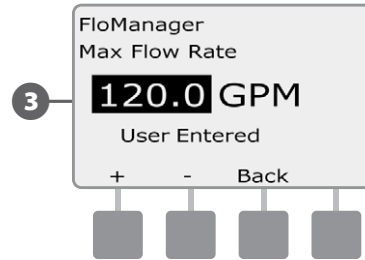 FloManager
Max Flow Rate
3
120.0 GPM
User Entered
+ - Back